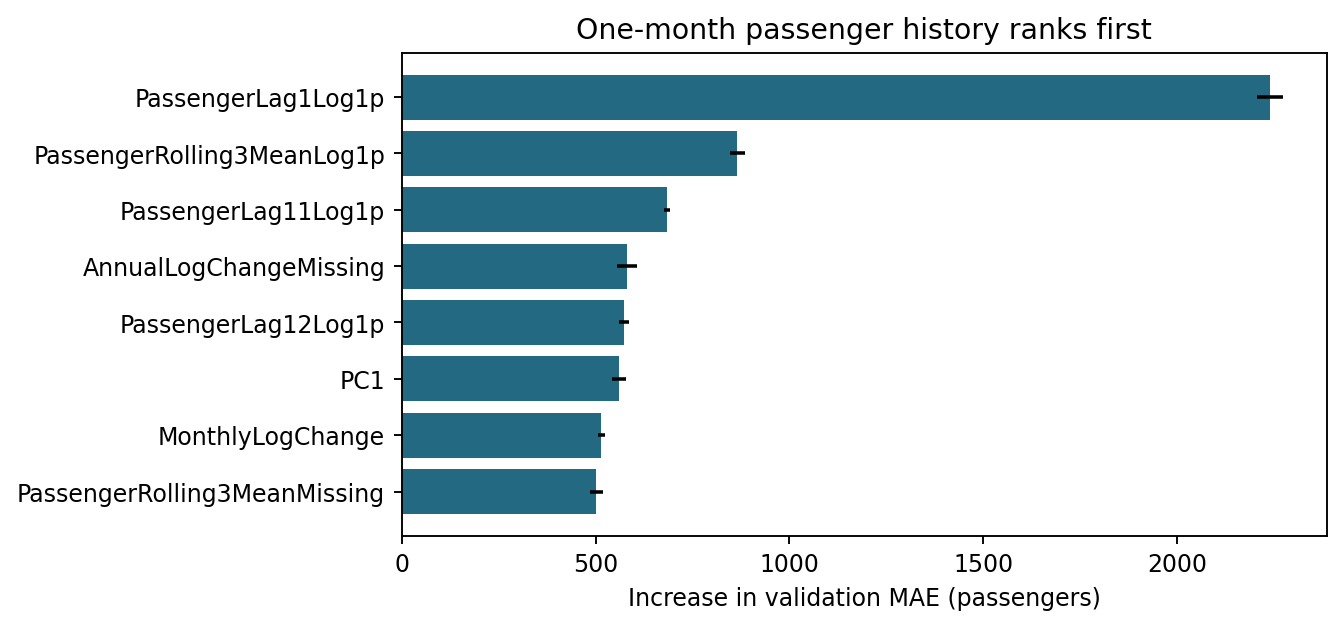 One-month passenger history ranks first
PassengerLag1Log1p
PassengerRolling3MeanLog1p
PassengerLag11Log1p
AnnualLogChangeMissing
PassengerLag12Log1p
PC1
MonthlyLogChange
PassengerRolling3MeanMissing
0 500 1000 1500 2000
Increase in validation MAE (passengers)